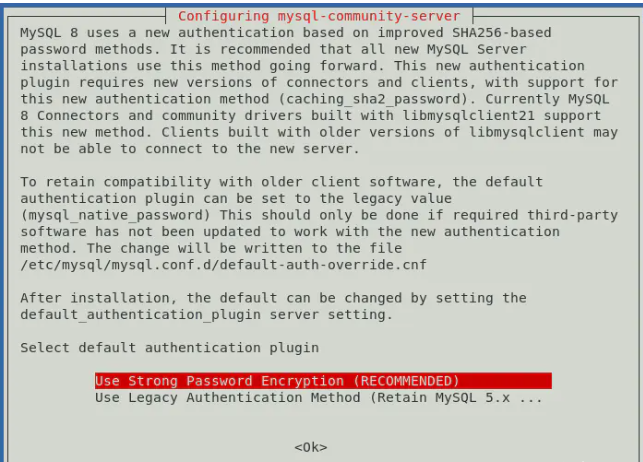 Configuring mysql-community-server
MySQL 8 uses a new authentication based on improved SHA256-based
password methods. It is recommended that all new MySQL Server
installations use this method going forward. This new authentication
plugin requires new versions of connectors and clients, with support for
this new authentication method (caching_sha2_password). Currently MySQL
8 Connectors and community drivers built with libmysqlclient21 support
this new method. Clients built with older versions of libmysqlclient may
not be able to connect to the new server.
To retain compatibility with older client software, the default
authentication plugin can be set to the legacy value
(mysql_native_password) This should only be done if required third-party
software has not been updated to work with the new authentication
method. The change will be written to the file
/etc/mysql/mysql.conf.d/default-auth-override.cnf
After installation, the default can be changed by setting the
default_authentication_plugin server setting.
Select default authentication plugin
Use Strong Password Encryption (RECOMMENDED)
Use Legacy Authentication Method (Retain MySQL 5.x ...
<Ok>